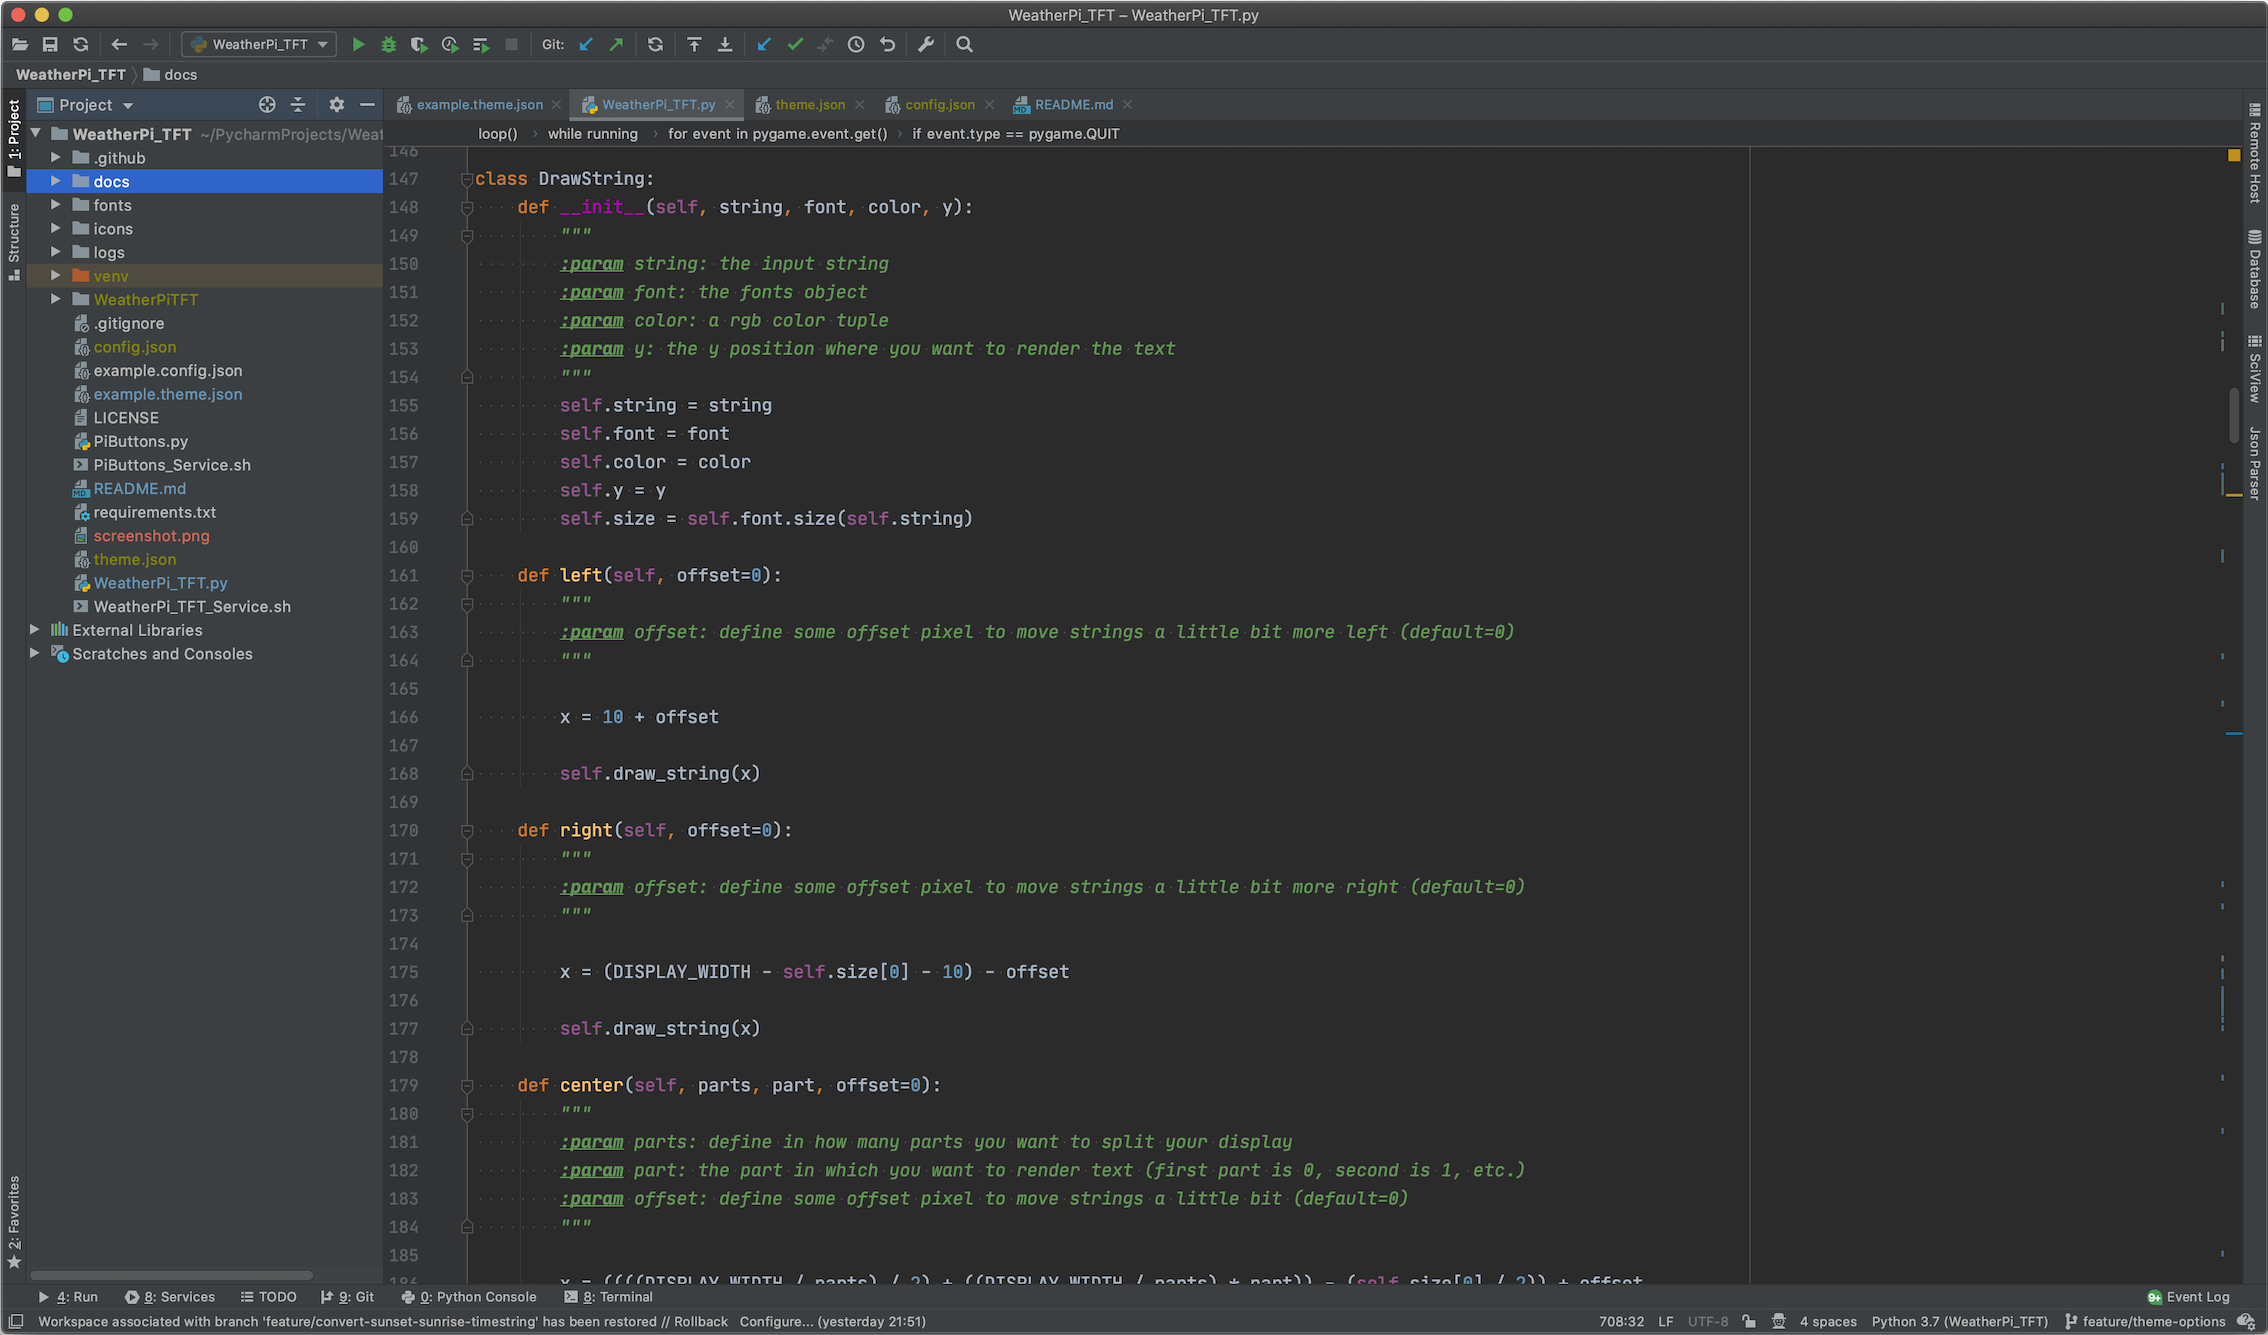 WeatherPi_TFT – WeatherPi_TFT.py
WeatherPi_TFT
Git:
WeatherPi_TFT
docs
1: Project
Structure
2: Favorites
Project
WeatherPi_TFT ~/PycharmProjects/Weat
.github
docs
fonts
icons
logs
venv
WeatherPiTFT
.gitignore
config.json
example.config.json
example.theme.json
LICENSE
PiButtons.py
PiButtons_Service.sh
README.md
requirements.txt
screenshot.png
theme.json
WeatherPi_TFT.py
WeatherPi_TFT_Service.sh
External Libraries
Scratches and Consoles
example.theme.json
WeatherPi_TFT.py
theme.json
config.json
README.md
loop() › while running › for event in pygame.event.get() › if event.type == pygame.QUIT
146
147 class DrawString:
148 def __init__(self, string, font, color, y):
149 """
150 :param string: the input string
151 :param font: the fonts object
152 :param color: a rgb color tuple
153 :param y: the y position where you want to render the text
154 """
155 self.string = string
156 self.font = font
157 self.color = color
158 self.y = y
159 self.size = self.font.size(self.string)
160
161 def left(self, offset=0):
162 """
163 :param offset: define some offset pixel to move strings a little bit more left (default=0)
164 """
165
166 x = 10 + offset
167
168 self.draw_string(x)
169
170 def right(self, offset=0):
171 """
172 :param offset: define some offset pixel to move strings a little bit more right (default=0)
173 """
174
175 x = (DISPLAY_WIDTH - self.size[0] - 10) - offset
176
177 self.draw_string(x)
178
179 def center(self, parts, part, offset=0):
180 """
181 :param parts: define in how many parts you want to split your display
182 :param part: the part in which you want to render text (first part is 0, second is 1, etc.)
183 :param offset: define some offset pixel to move strings a little bit (default=0)
184 """
185
186 x = ((((DISPLAY_WIDTH / parts) / 2) + ((DISPLAY_WIDTH / parts) * part)) - (self.size[0] / 2)) + offset
Remote Host
Database
SciView
Json Parser
4: Run
8: Services
TODO
9: Git
0: Python Console
8: Terminal
9+ Event Log
Workspace associated with branch 'feature/convert-sunset-sunrise-timestring' has been restored // Rollback Configure... (yesterday 21:51)
708:32 LF UTF-8 4 spaces Python 3.7 (WeatherPi_TFT) feature/theme-options